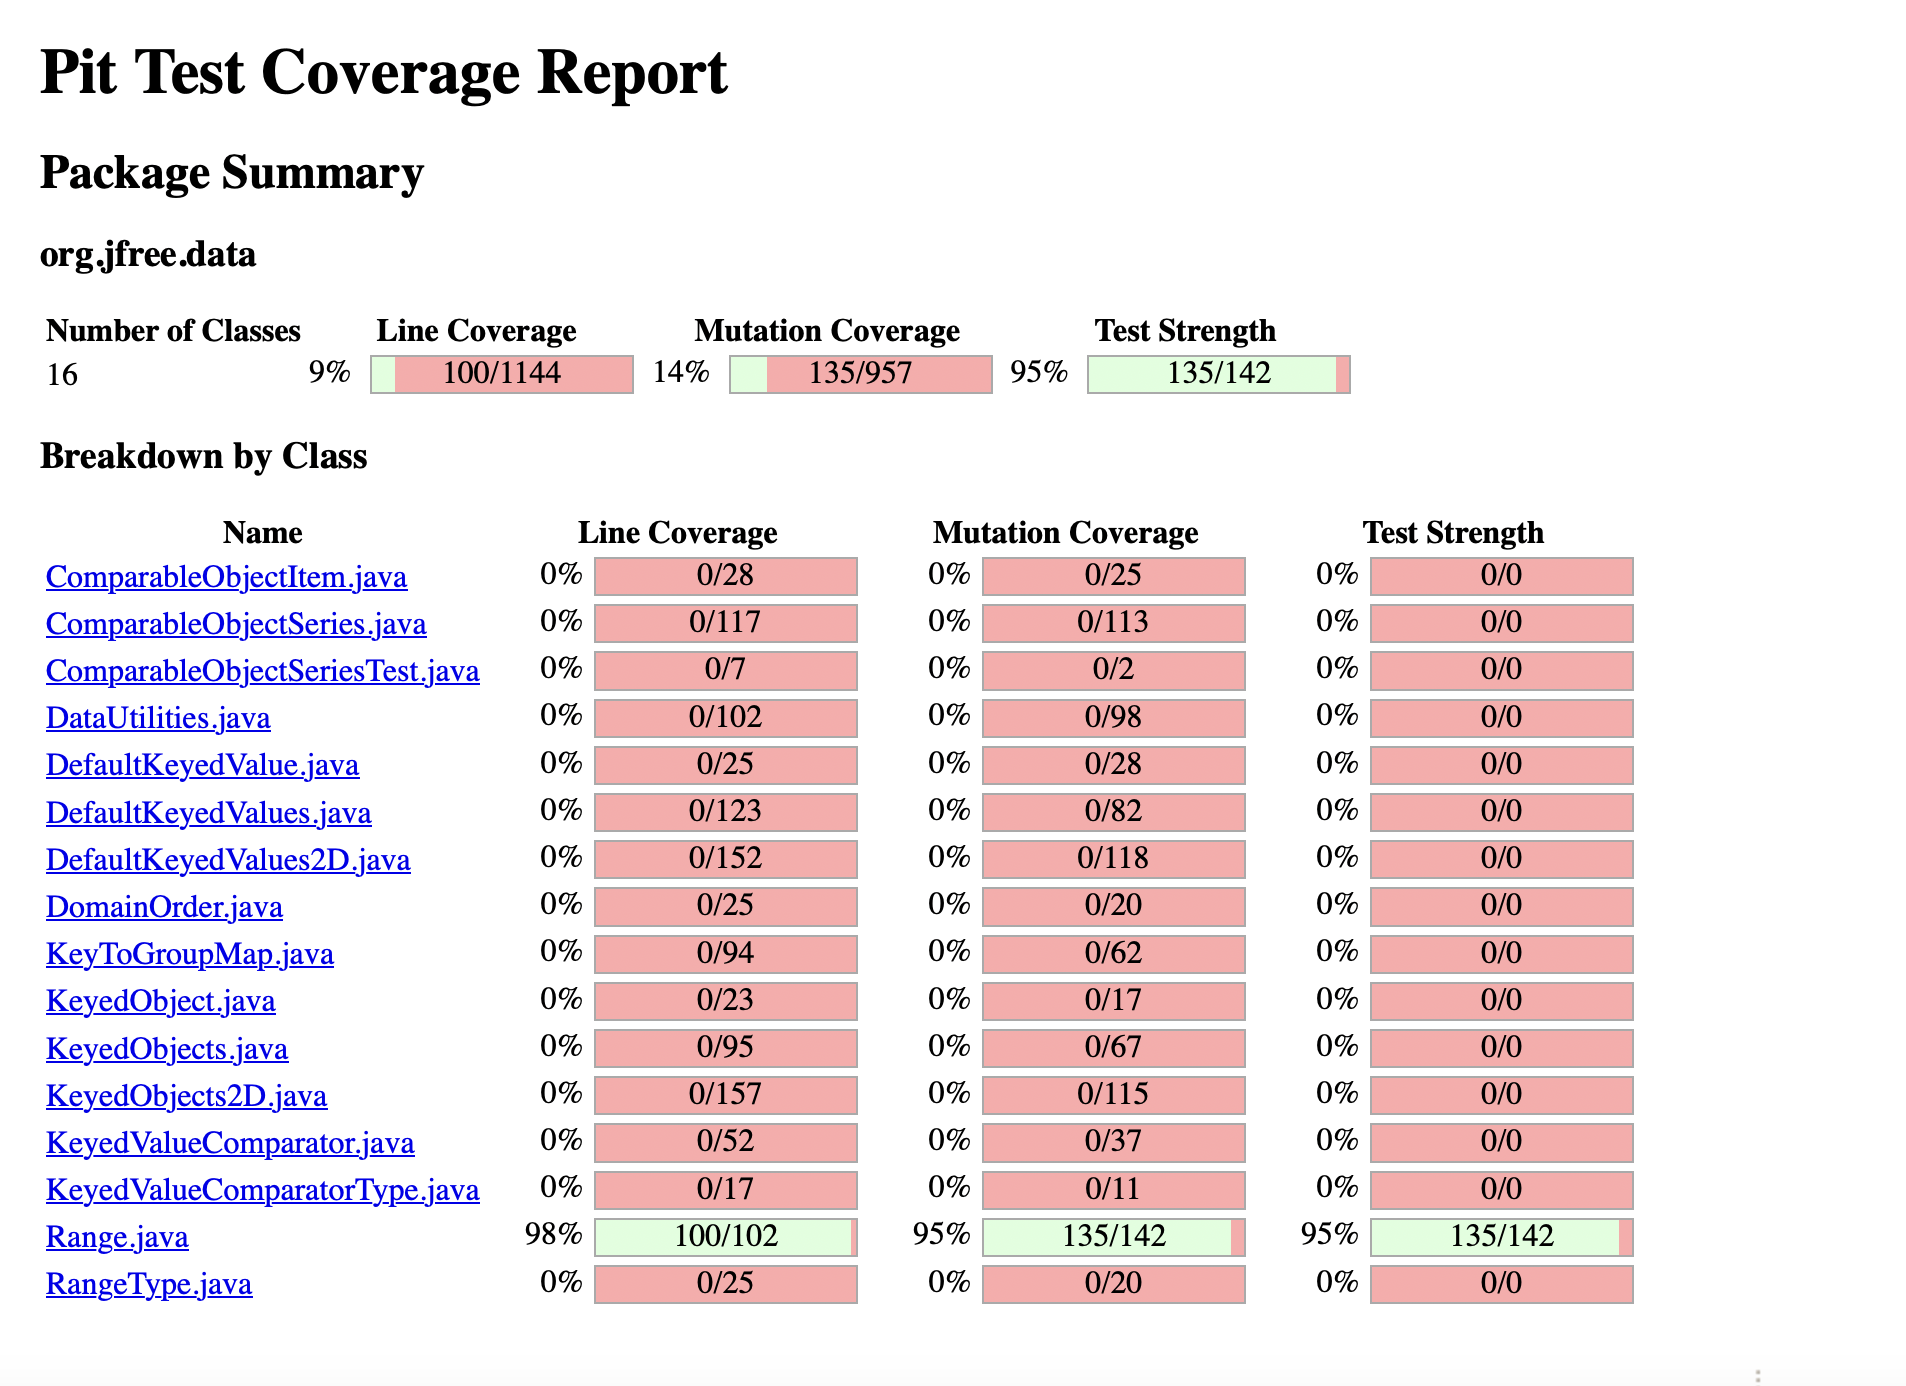 Pit Test Coverage Report
Package Summary
org.jfree.data
Number of Classes Line Coverage Mutation Coverage Test Strength
16 9% 100/1144 14% 135/957 95% 135/142
Breakdown by Class
Name Line Coverage Mutation Coverage Test Strength
ComparableObjectItem.java 0% 0/28 0% 0/25 0% 0/0
ComparableObjectSeries.java 0% 0/117 0% 0/113 0% 0/0
ComparableObjectSeriesTest.java 0% 0/7 0% 0/2 0% 0/0
DataUtilities.java 0% 0/102 0% 0/98 0% 0/0
DefaultKeyedValue.java 0% 0/25 0% 0/28 0% 0/0
DefaultKeyedValues.java 0% 0/123 0% 0/82 0% 0/0
DefaultKeyedValues2D.java 0% 0/152 0% 0/118 0% 0/0
DomainOrder.java 0% 0/25 0% 0/20 0% 0/0
KeyToGroupMap.java 0% 0/94 0% 0/62 0% 0/0
KeyedObject.java 0% 0/23 0% 0/17 0% 0/0
KeyedObjects.java 0% 0/95 0% 0/67 0% 0/0
KeyedObjects2D.java 0% 0/157 0% 0/115 0% 0/0
KeyedValueComparator.java 0% 0/52 0% 0/37 0% 0/0
KeyedValueComparatorType.java 0% 0/17 0% 0/11 0% 0/0
Range.java 98% 100/102 95% 135/142 95% 135/142
RangeType.java 0% 0/25 0% 0/20 0% 0/0